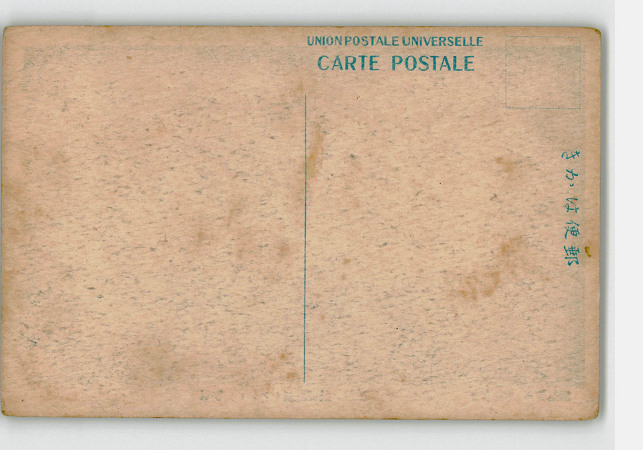 UNION POSTALE UNIVERSELLE
CARTE POSTALE
きかは便郵